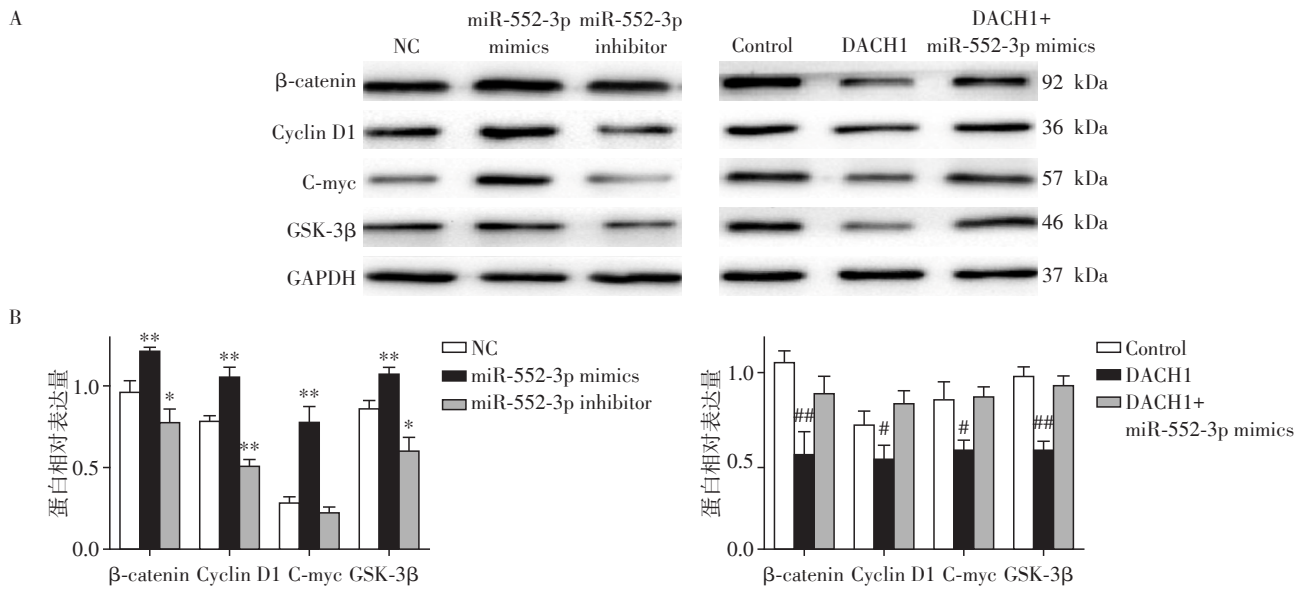 A
NC
miR-552-3p
mimics
miR-552-3p
inhibitor
Control
DACH1
DACH1+
miR-552-3p mimics
β-catenin
92 kDa
Cyclin D1
36 kDa
C-myc
57 kDa
GSK-3β
46 kDa
GAPDH
37 kDa
B
蛋白相对表达量
1.0
0.5
0.0
**
*
**
**
**
**
*
NC
miR-552-3p mimics
miR-552-3p inhibitor
β-catenin Cyclin D1 C-myc GSK-3β
蛋白相对表达量
1.0
0.5
0.0
##
#
#
##
Control
DACH1
DACH1+
miR-552-3p mimics
β-catenin Cyclin D1 C-myc GSK-3β